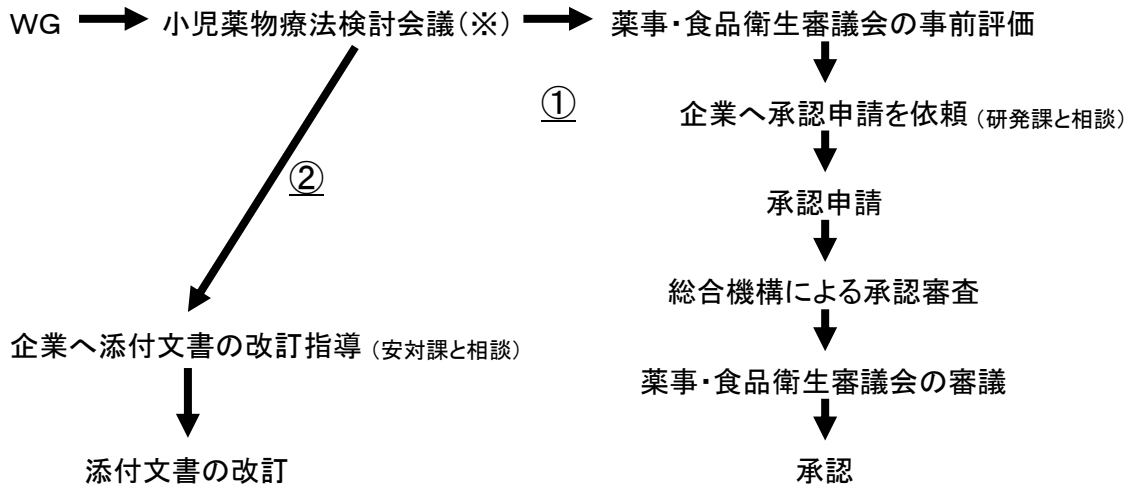 WG 小児薬物療法検討会議(※) 薬事・食品衛生審議会の事前評価
① 企業へ承認申請を依頼 (研発課と相談)
② 承認申請
総合機構による承認審査
企業へ添付文書の改訂指導 (安対課と相談)
薬事・食品衛生審議会の審議
添付文書の改訂 承認